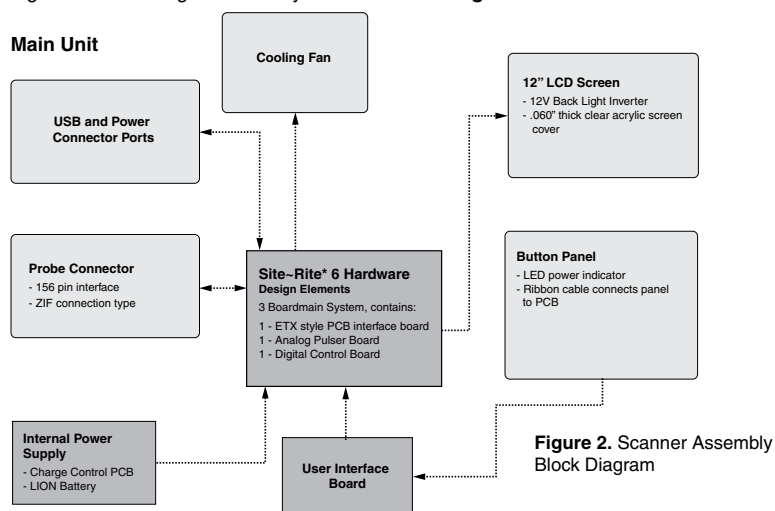 Main Unit
Cooling Fan
USB and Power
Connector Ports
12” LCD Screen
- 12V Back Light Inverter
- .060” thick clear acrylic screen
cover
Probe Connector
- 156 pin interface
- ZIF connection type
Site~Rite* 6 Hardware
Design Elements
3 Boardmain System, contains:
1 - ETX style PCB interface board
1 - Analog Pulser Board
1 - Digital Control Board
Button Panel
- LED power indicator
- Ribbon cable connects panel
to PCB
Internal Power
Supply
- Charge Control PCB
- LION Battery
User Interface
Board
Figure 2. Scanner Assembly
Block Diagram